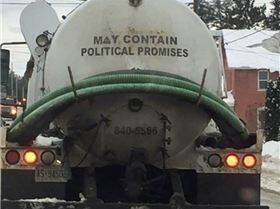 MAY CONTAIN
POLITICAL PROMISES
840-5586